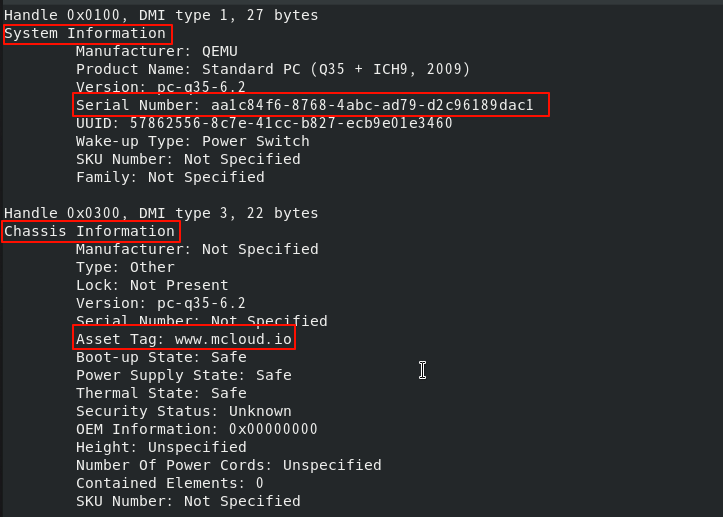 Handle 0x0100, DMI type 1, 27 bytes
System Information
Manufacturer: QEMU
Product Name: Standard PC (Q35 + ICH9, 2009)
Version: pc-q35-6.2
Serial Number: aa1c84f6-8768-4abc-ad79-d2c96189dac1
UUID: 57862556-8c7e-41cc-b827-ecb9e01e3460
Wake-up Type: Power Switch
SKU Number: Not Specified
Family: Not Specified
Handle 0x0300, DMI type 3, 22 bytes
Chassis Information
Manufacturer: Not Specified
Type: Other
Lock: Not Present
Version: pc-q35-6.2
Serial Number: Not Specified
Asset Tag: www.mcloud.io
Boot-up State: Safe
Power Supply State: Safe
Thermal State: Safe
Security Status: Unknown
OEM Information: 0x00000000
Height: Unspecified
Number Of Power Cords: Unspecified
Contained Elements: 0
SKU Number: Not Specified